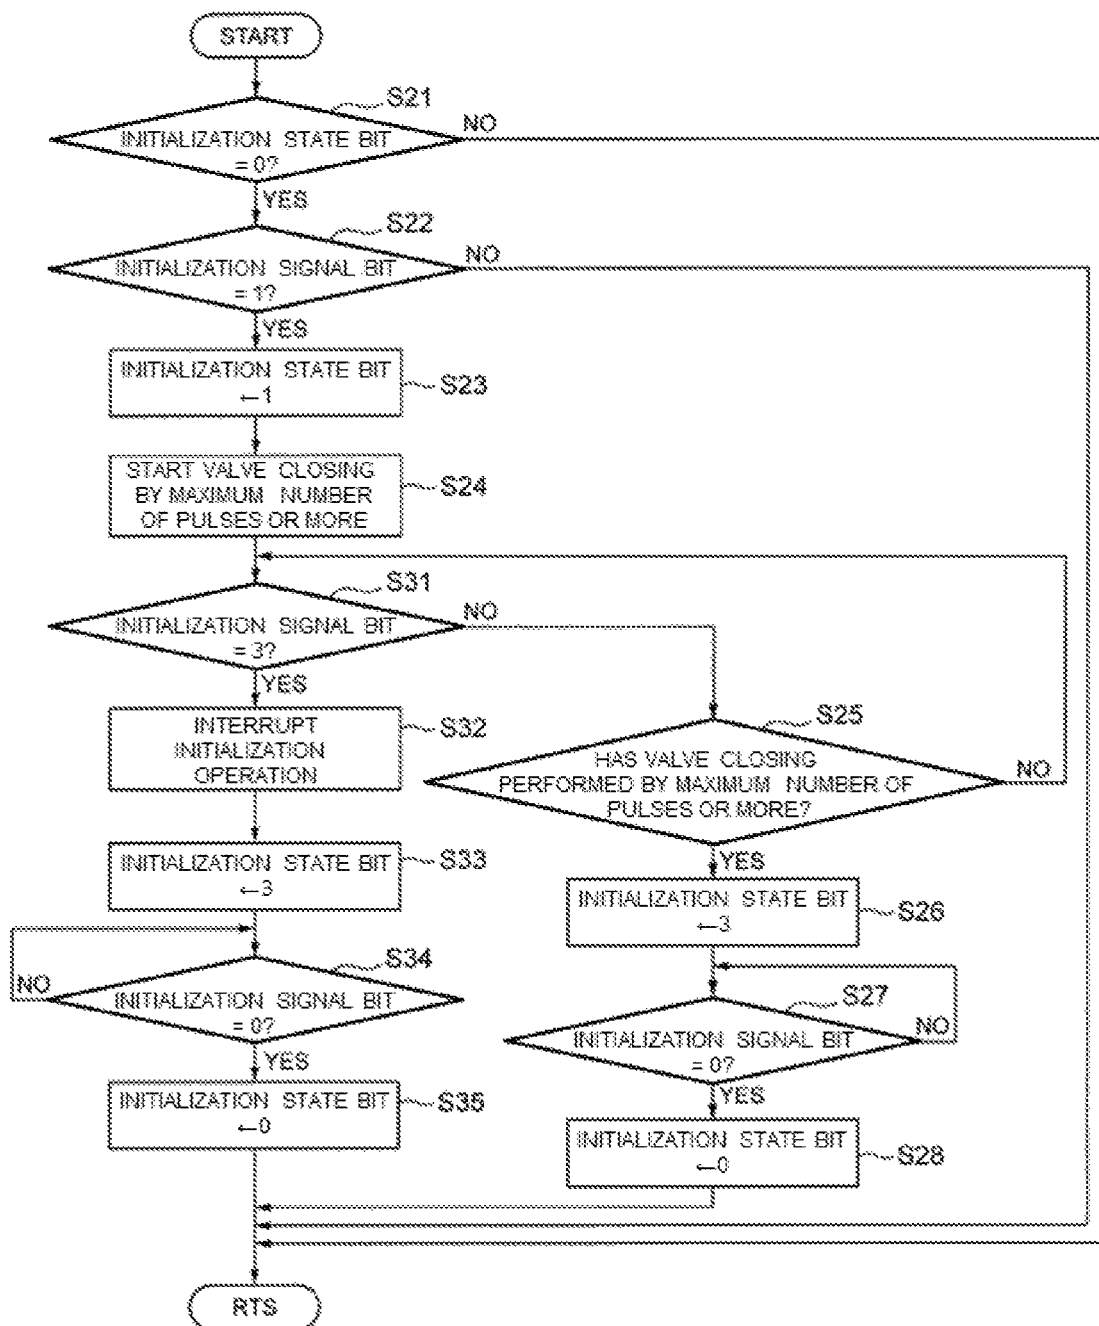 START
S21
INITIALIZATION STATE BIT
= 0?
NO
YES
S22
INITIALIZATION SIGNAL BIT
= 1?
NO
YES
INITIALIZATION STATE BIT
←1
S23
START VALVE CLOSING
BY MAXIMUM NUMBER
OF PULSES OR MORE
S24
S31
INITIALIZATION SIGNAL BIT
= 3?
NO
YES
INTERRUPT
INITIALIZATION
OPERATION
S32
S25
HAS VALVE CLOSING
PERFORMED BY MAXIMUM NUMBER OF
PULSES OR MORE?
NO
YES
INITIALIZATION STATE BIT
←3
S33
INITIALIZATION STATE BIT
←3
S26
S34
NO
INITIALIZATION SIGNAL BIT
= 0?
YES
S27
INITIALIZATION SIGNAL BIT
= 0?
NO
YES
INITIALIZATION STATE BIT
←0
S35
INITIALIZATION STATE BIT
←0
S28
RTS